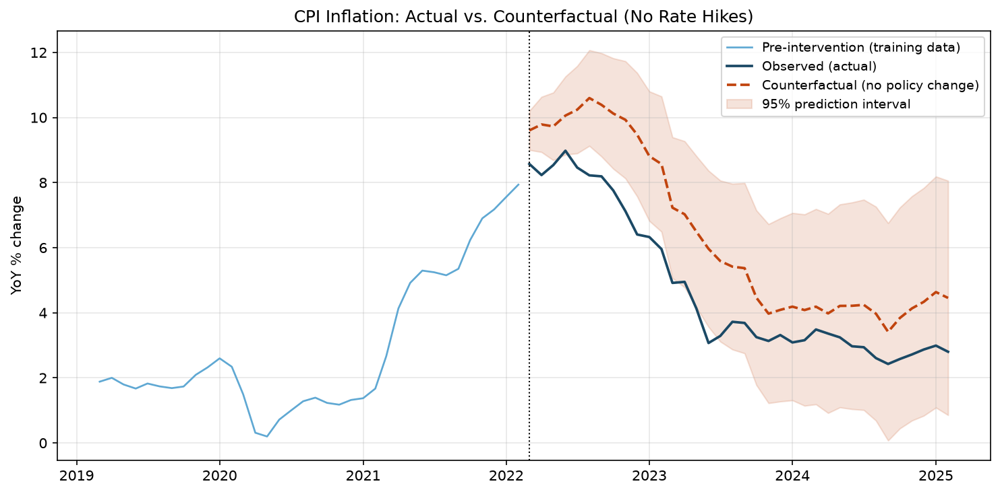 CPI Inflation: Actual vs. Counterfactual (No Rate Hikes)
Pre-intervention (training data)
Observed (actual)
Counterfactual (no policy change)
95% prediction interval
YoY % change
12
10
8
6
4
2
0
2019 2020 2021 2022 2023 2024 2025